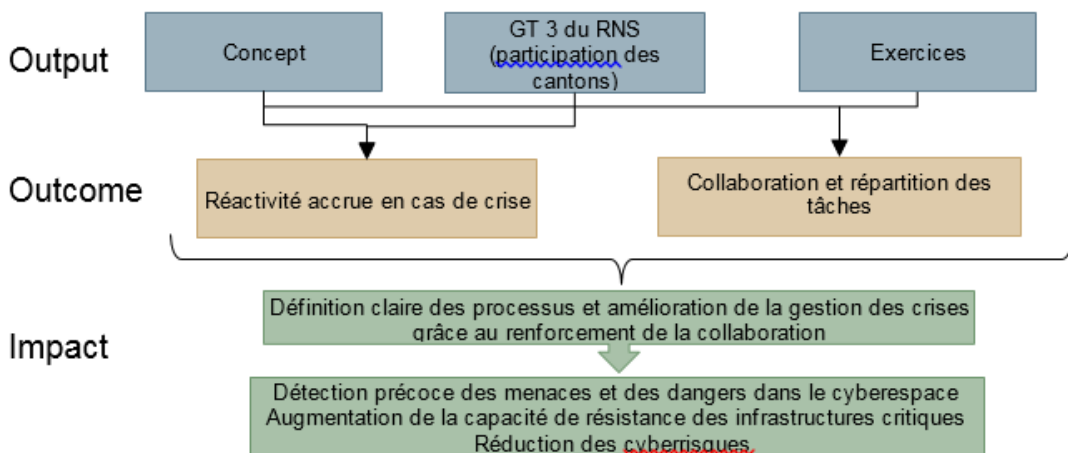 Output
Concept
GT 3 du RNS
(participation des
cantons)
Exercices
Outcome
Réactivité accrue en cas de crise
Collaboration et répartition des
tâches
Impact
Définition claire des processus et amélioration de la gestion des crises
grâce au renforcement de la collaboration
Détection précoce des menaces et des dangers dans le cyberespace
Augmentation de la capacité de résistance des infrastructures critiques
Réduction des cyberrisques